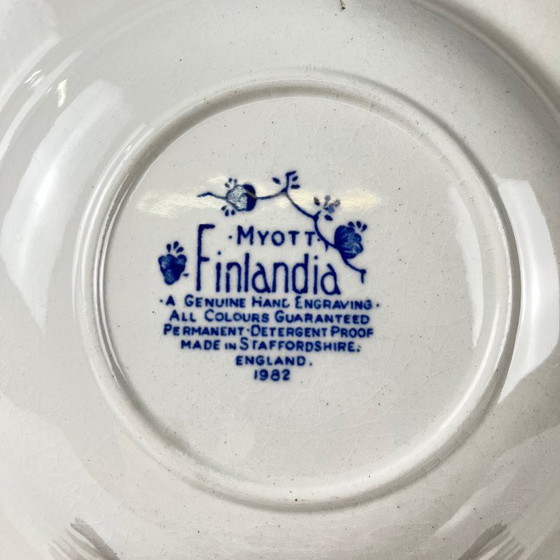 ·MYOTT·
Finlandia
·A GENUINE HAND ENGRAVING·
ALL COLOURS GUARANTEED
PERMANENT·DETERGENT PROOF
MADE IN STAFFORDSHIRE.
ENGLAND.
1982